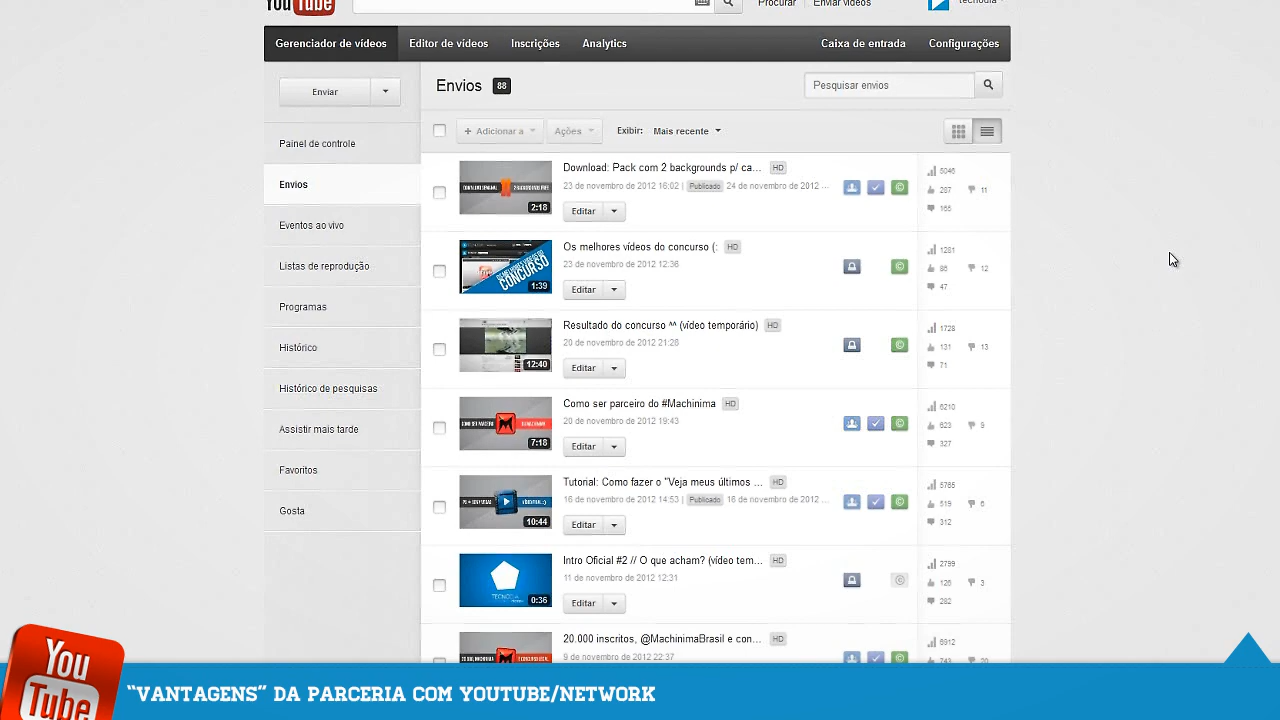 You Tube
Procurar
Enviar vídeos
tecnodia
Gerenciador de vídeos
Editor de vídeos
Inscrições
Analytics
Caixa de entrada
Configurações
Enviar
Envios 88
Pesquisar envios
+ Adicionar a
Ações
Exibir: Mais recente
Painel de controle
Envios
Eventos ao vivo
Listas de reprodução
Programas
Histórico
Histórico de pesquisas
Assistir mais tarde
Favoritos
Gosta
Download: Pack com 2 backgrounds p/ ca... HD
23 de novembro de 2012 16:02 | Publicado 24 de novembro de 2012 ...
Editar
2:18
5046
287 11
166
Os melhores vídeos do concurso (: HD
23 de novembro de 2012 12:36
Editar
CONCURSO
1:39
1281
86 12
47
Resultado do concurso ^^ (vídeo temporário) HD
20 de novembro de 2012 21:28
Editar
12:40
1728
131 13
71
Como ser parceiro do #Machinima HD
20 de novembro de 2012 19:43
Editar
COMO SER PARCEIRO
7:18
6210
623 9
327
Tutorial: Como fazer o "Veja meus últimos ... HD
16 de novembro de 2012 14:53 | Publicado 16 de novembro de 2012 ...
Editar
10:44
5765
519 6
312
Intro Oficial #2 // O que acham? (vídeo tem... HD
11 de novembro de 2012 12:31
Editar
0:36
2799
126 3
282
20.000 inscritos, @MachinimaBrasil e con... HD
9 de novembro de 2012 22:37
6912
You Tube
"VANTAGENS" DA PARCERIA COM YOUTUBE/NETWORK